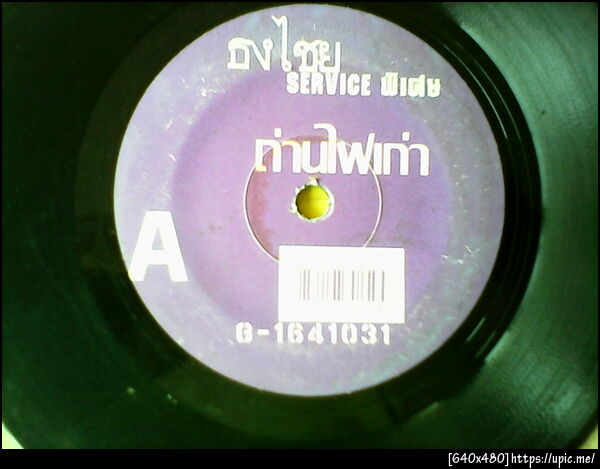 ธงไชย
SERVICE พิเศษ
ถ่านไฟเก่า
A
G-1641031
[640x480]https://upic.me/